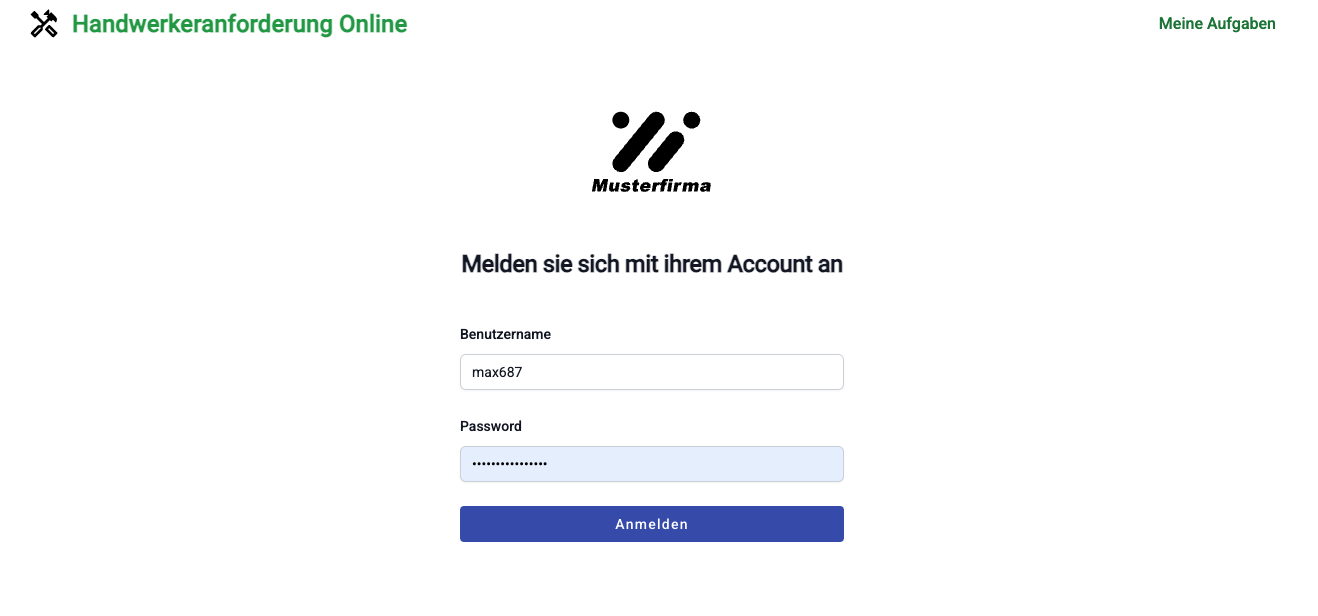 Handwerkeranforderung Online
Meine Aufgaben
Musterfirma
Melden sie sich mit ihrem Account an
Benutzername
max687
Password
••••••••••••••••
Anmelden